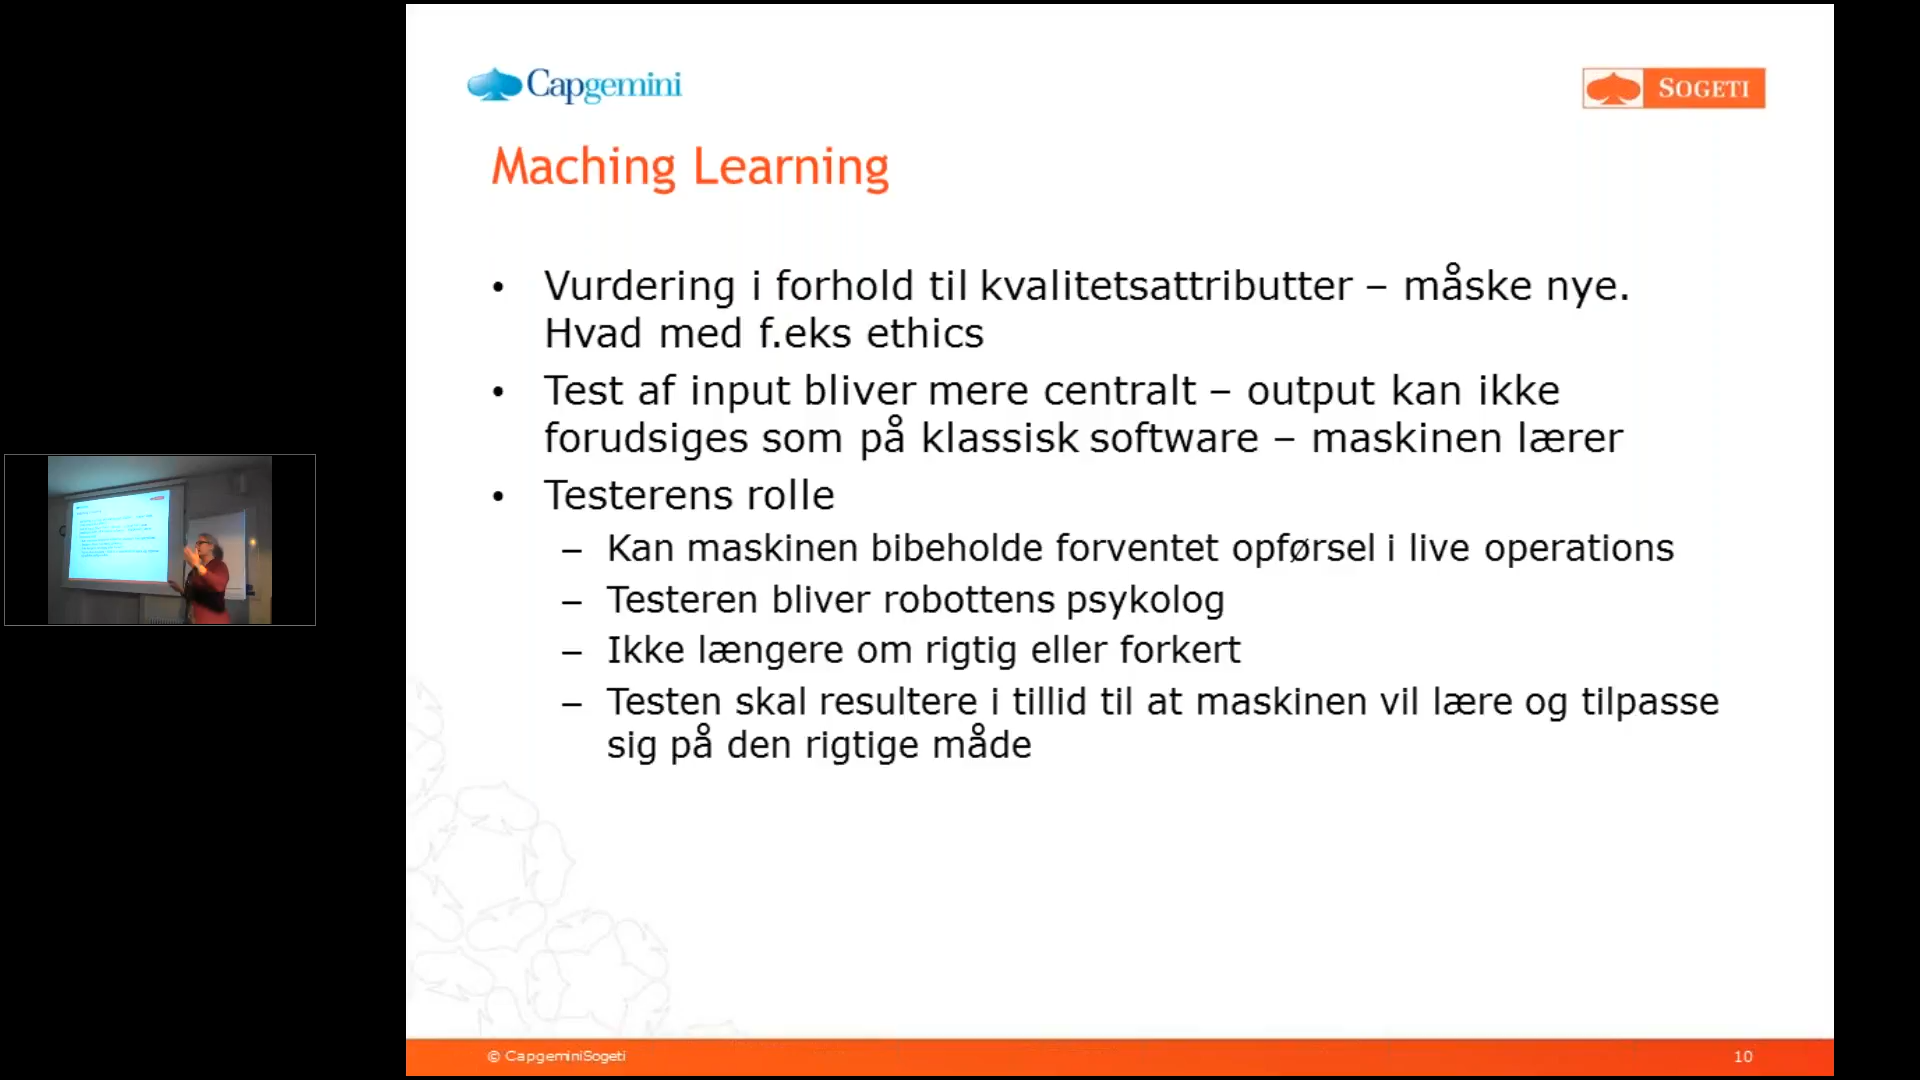 Capgemini
SOGETI
Maching Learning
• Vurdering i forhold til kvalitetsattributter – måske nye.
Hvad med f.eks ethics
• Test af input bliver mere centralt – output kan ikke
forudsiges som på klassisk software – maskinen lærer
• Testerens rolle
– Kan maskinen bibeholde forventet opførsel i live operations
– Testeren bliver robottens psykolog
– Ikke længere om rigtig eller forkert
– Testen skal resultere i tillid til at maskinen vil lære og tilpasse
sig på den rigtige måde
© CapgeminiSogeti
10